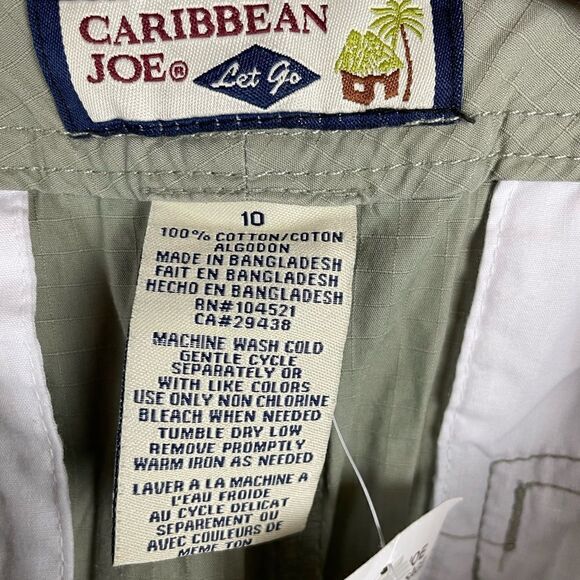 CARIBBEAN
JOE®
Let Go
10
100% COTTON/COTON
ALGODON
MADE IN BANGLADESH
FAIT EN BANGLADESH
HECHO EN BANGLADESH
RN#104521
CA#29438
MACHINE WASH COLD
GENTLE CYCLE
SEPARATELY OR
WITH LIKE COLORS
USE ONLY NON CHLORINE
BLEACH WHEN NEEDED
TUMBLE DRY LOW
REMOVE PROMPTLY
WARM IRON AS NEEDED
LAVER A LA MACHINE A
L'EAU FROIDE
AU CYCLE DELICAT
SEPAREMENT OU
AVEC COULEURS DE
MEME TON
JOE